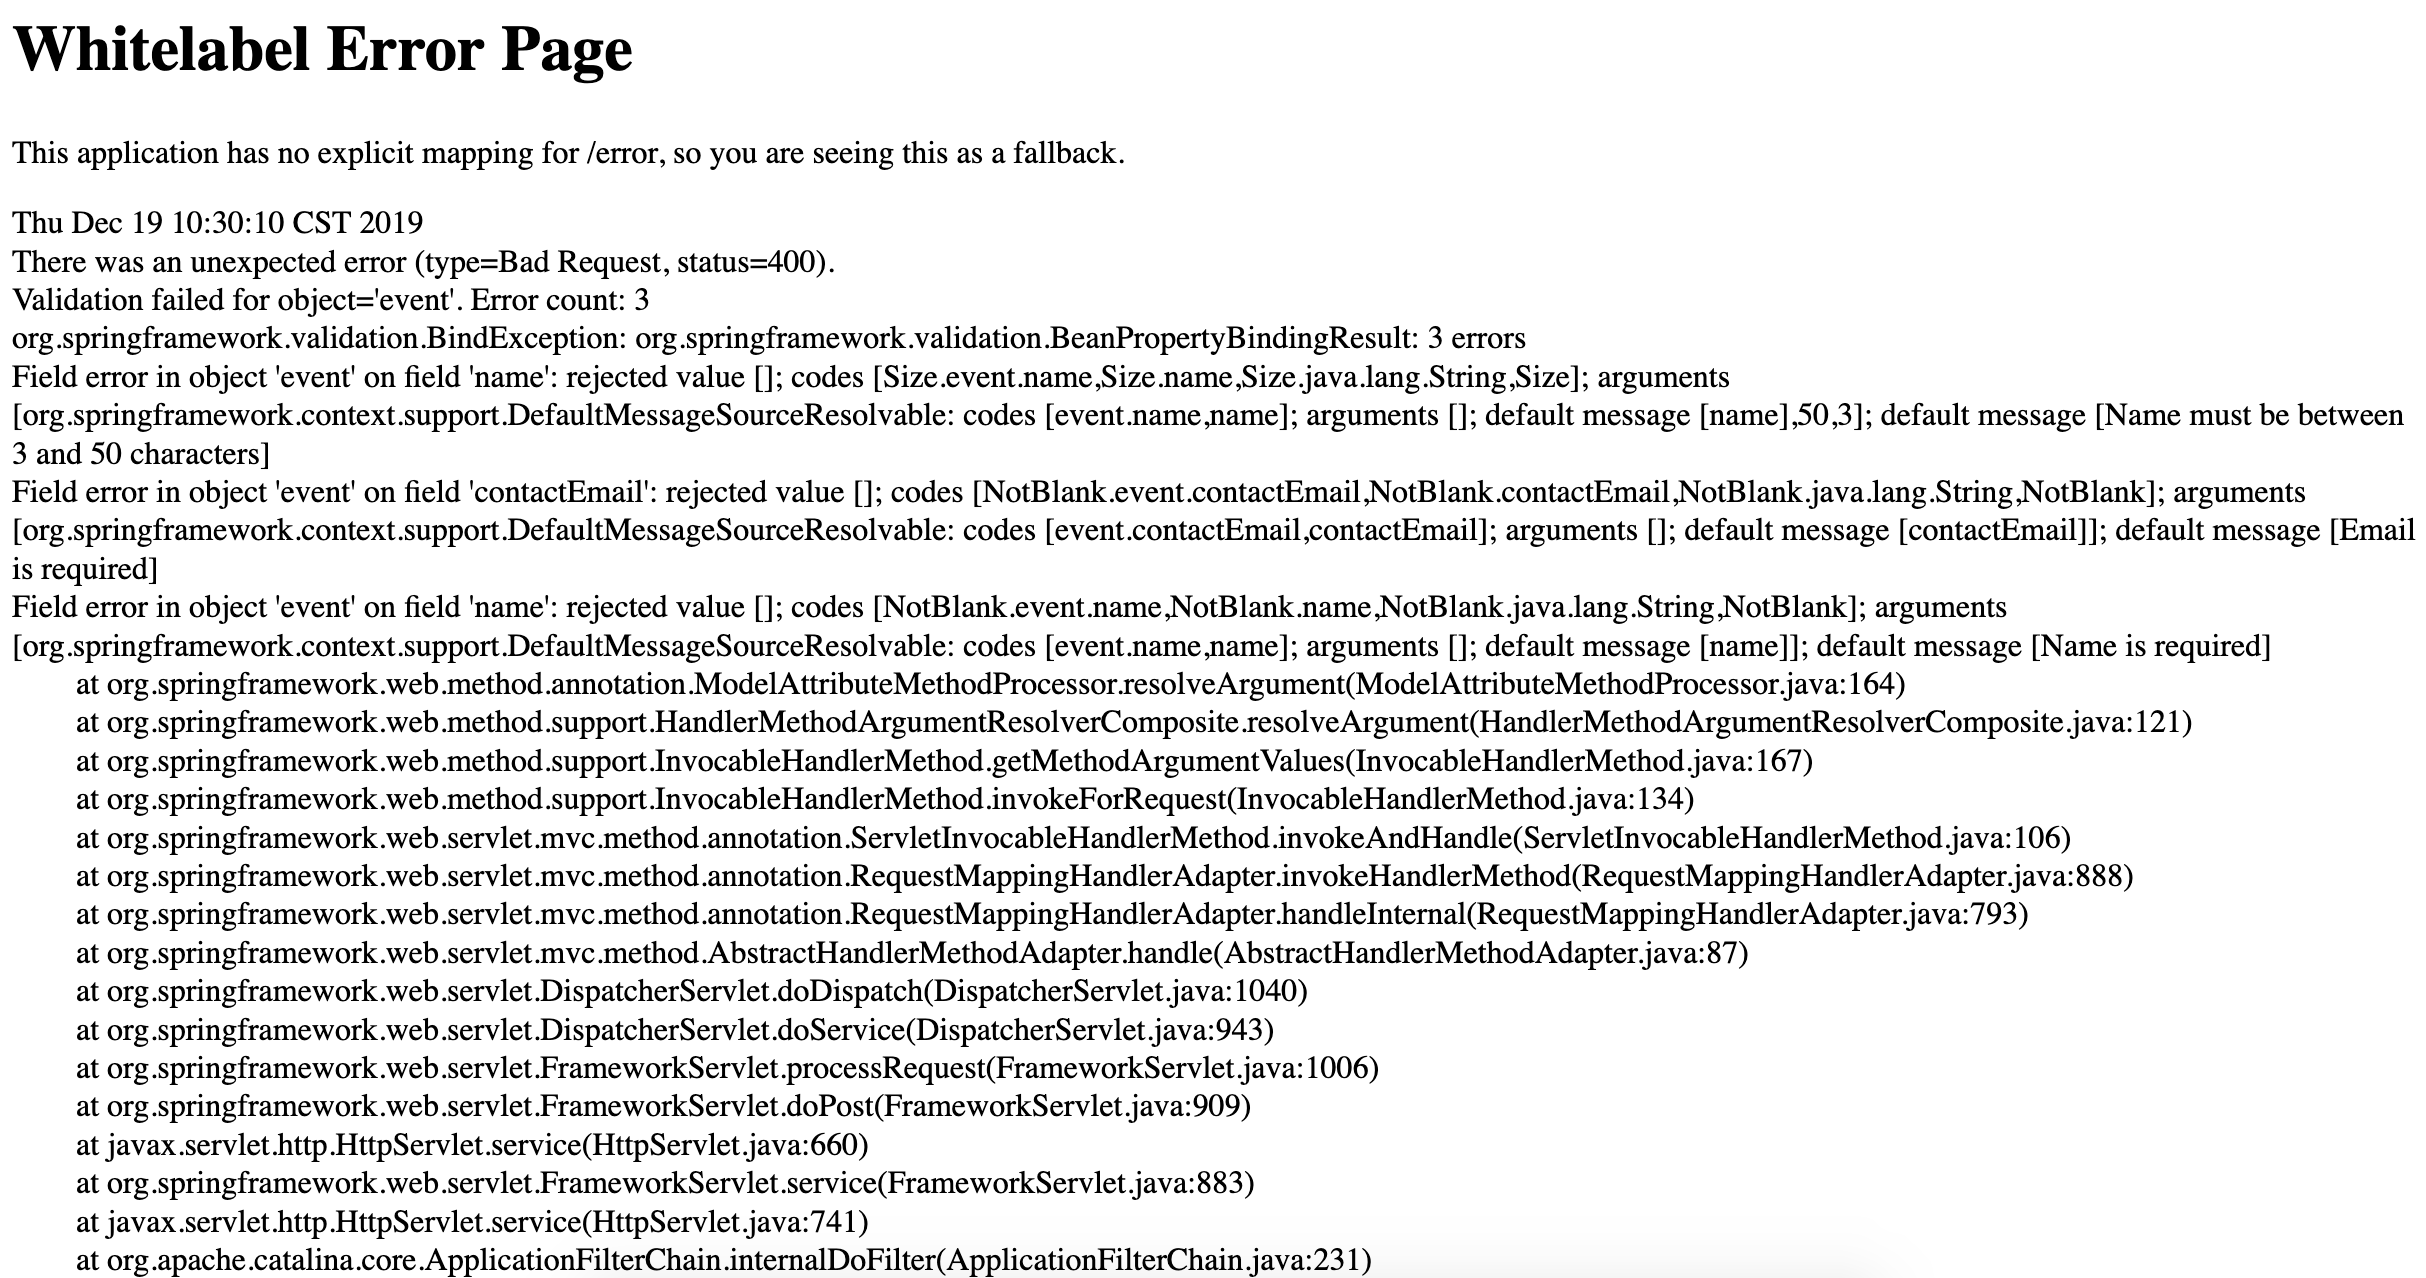 Whitelabel Error Page
This application has no explicit mapping for /error, so you are seeing this as a fallback.
Thu Dec 19 10:30:10 CST 2019
There was an unexpected error (type=Bad Request, status=400).
Validation failed for object='event'. Error count: 3
org.springframework.validation.BindException: org.springframework.validation.BeanPropertyBindingResult: 3 errors
Field error in object 'event' on field 'name': rejected value []; codes [Size.event.name,Size.name,Size.java.lang.String,Size]; arguments
[org.springframework.context.support.DefaultMessageSourceResolvable: codes [event.name,name]; arguments []; default message [name],50,3]; default message [Name must be between
3 and 50 characters]
Field error in object 'event' on field 'contactEmail': rejected value []; codes [NotBlank.event.contactEmail,NotBlank.contactEmail,NotBlank.java.lang.String,NotBlank]; arguments
[org.springframework.context.support.DefaultMessageSourceResolvable: codes [event.contactEmail,contactEmail]; arguments []; default message [contactEmail]]; default message [Email
is required]
Field error in object 'event' on field 'name': rejected value []; codes [NotBlank.event.name,NotBlank.name,NotBlank.java.lang.String,NotBlank]; arguments
[org.springframework.context.support.DefaultMessageSourceResolvable: codes [event.name,name]; arguments []; default message [name]]; default message [Name is required]
at org.springframework.web.method.annotation.ModelAttributeMethodProcessor.resolveArgument(ModelAttributeMethodProcessor.java:164)
at org.springframework.web.method.support.HandlerMethodArgumentResolverComposite.resolveArgument(HandlerMethodArgumentResolverComposite.java:121)
at org.springframework.web.method.support.InvocableHandlerMethod.getMethodArgumentValues(InvocableHandlerMethod.java:167)
at org.springframework.web.method.support.InvocableHandlerMethod.invokeForRequest(InvocableHandlerMethod.java:134)
at org.springframework.web.servlet.mvc.method.annotation.ServletInvocableHandlerMethod.invokeAndHandle(ServletInvocableHandlerMethod.java:106)
at org.springframework.web.servlet.mvc.method.annotation.RequestMappingHandlerAdapter.invokeHandlerMethod(RequestMappingHandlerAdapter.java:888)
at org.springframework.web.servlet.mvc.method.annotation.RequestMappingHandlerAdapter.handleInternal(RequestMappingHandlerAdapter.java:793)
at org.springframework.web.servlet.mvc.method.AbstractHandlerMethodAdapter.handle(AbstractHandlerMethodAdapter.java:87)
at org.springframework.web.servlet.DispatcherServlet.doDispatch(DispatcherServlet.java:1040)
at org.springframework.web.servlet.DispatcherServlet.doService(DispatcherServlet.java:943)
at org.springframework.web.servlet.FrameworkServlet.processRequest(FrameworkServlet.java:1006)
at org.springframework.web.servlet.FrameworkServlet.doPost(FrameworkServlet.java:909)
at javax.servlet.http.HttpServlet.service(HttpServlet.java:660)
at org.springframework.web.servlet.FrameworkServlet.service(FrameworkServlet.java:883)
at javax.servlet.http.HttpServlet.service(HttpServlet.java:741)
at org.apache.catalina.core.ApplicationFilterChain.internalDoFilter(ApplicationFilterChain.java:231)